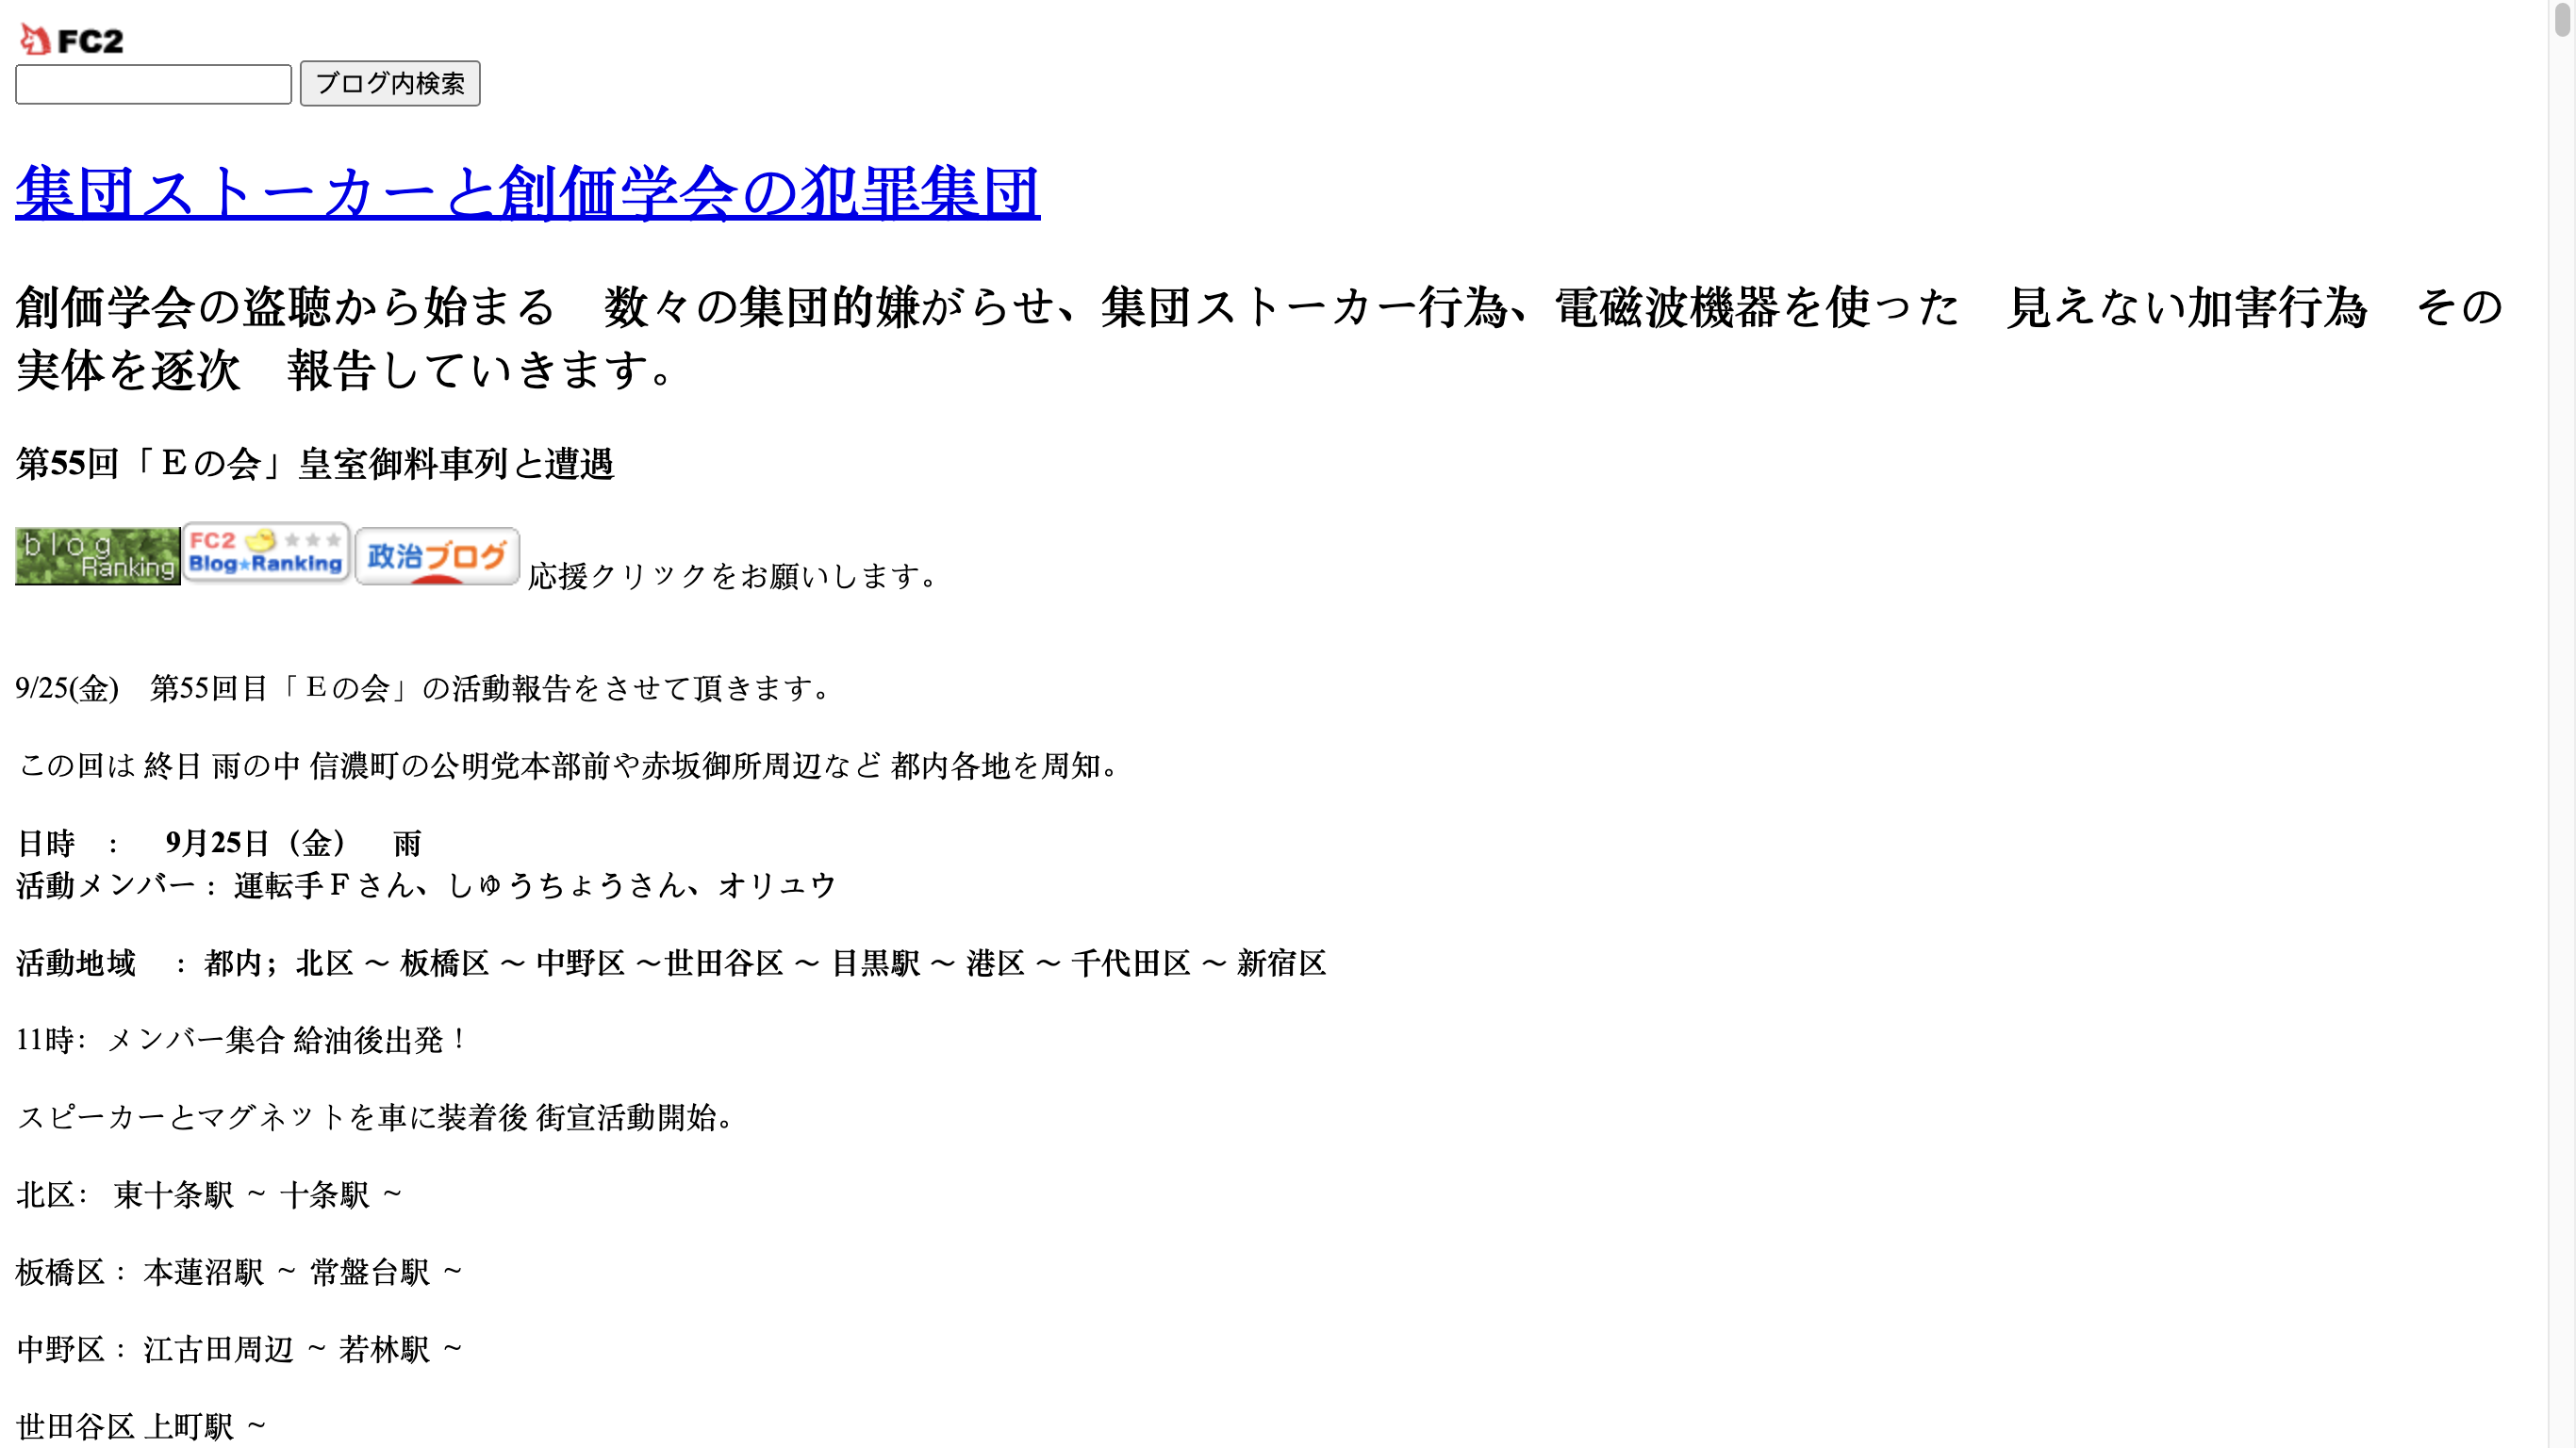 FC2
ブログ内検索
集団ストーカーと創価学会の犯罪集団
創価学会の盗聴から始まる　数々の集団的嫌がらせ、集団ストーカー行為、電磁波機器を使った　見えない加害行為　その
実体を逐次　報告していきます。
第55回「Ｅの会」皇室御料車列と遭遇
blog Ranking FC2 Blog★Ranking 政治ブログ 応援クリックをお願いします。
9/25(金)　第55回目「Ｅの会」の活動報告をさせて頂きます。
この回は 終日 雨の中 信濃町の公明党本部前や赤坂御所周辺など 都内各地を周知。
日時　：　 9月25日（金）　雨
活動メンバー： 運転手Ｆさん、しゅうちょうさん、オリュウ
活動地域　： 都内；北区 ～ 板橋区 ～ 中野区 ～世田谷区 ～ 目黒駅 ～ 港区 ～ 千代田区 ～ 新宿区
11時：メンバー集合 給油後出発！
スピーカーとマグネットを車に装着後 街宣活動開始。
北区： 東十条駅 ~ 十条駅 ~
板橋区：本蓮沼駅 ~ 常盤台駅 ~
中野区：江古田周辺 ~ 若林駅 ~
世田谷区 上町駅 ~